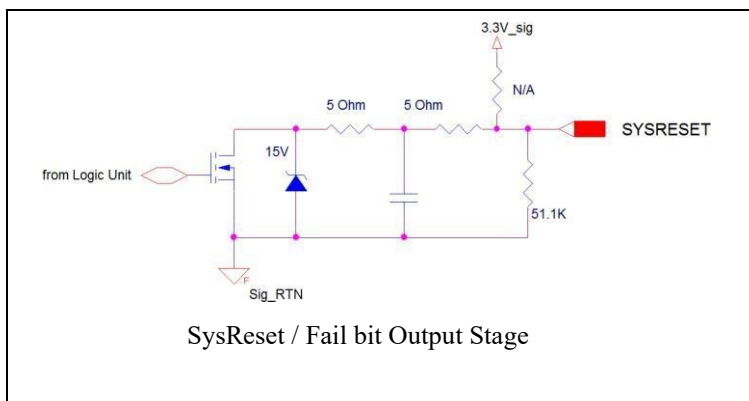 3.3V_sig
N/A
5 Ohm
5 Ohm
SYSRESET
15V
from Logic Unit
51.1K
F
Sig_RTN
SysReset / Fail bit Output Stage